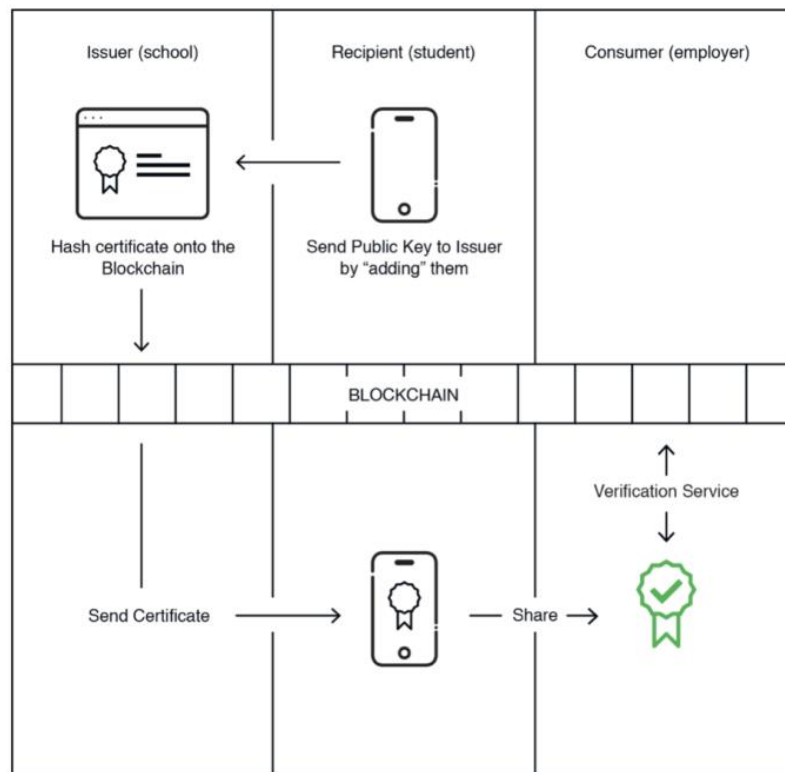 Issuer (school)
Recipient (student)
Consumer (employer)
Hash certificate onto the
Blockchain
Send Public Key to Issuer
by “adding” them
BLOCKCHAIN
Verification Service
Send Certificate
Share